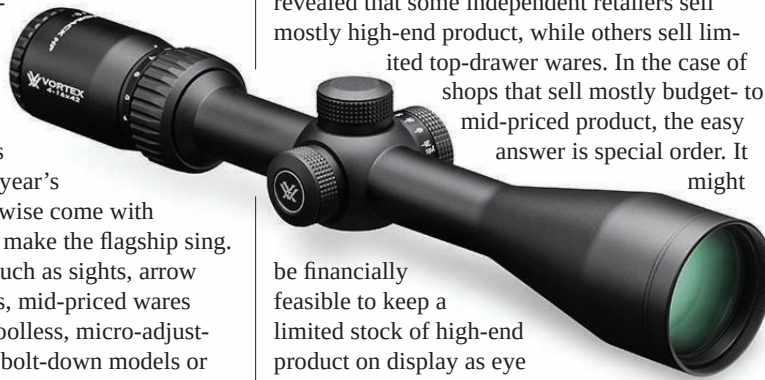 s
year's
wise come with
make the flagship sing.
uch as sights, arrow
s, mid-priced wares
olless, micro-adjust-
bolt-down models or
revealed that some independent retailers sell
mostly high-end product, while others sell lim-
ited top-drawer wares. In the case of
shops that sell mostly budget- to
mid-priced product, the easy
answer is special order. It
might
be financially
feasible to keep a
limited stock of high-end
product on display as eye
VORTEX
4-16x42